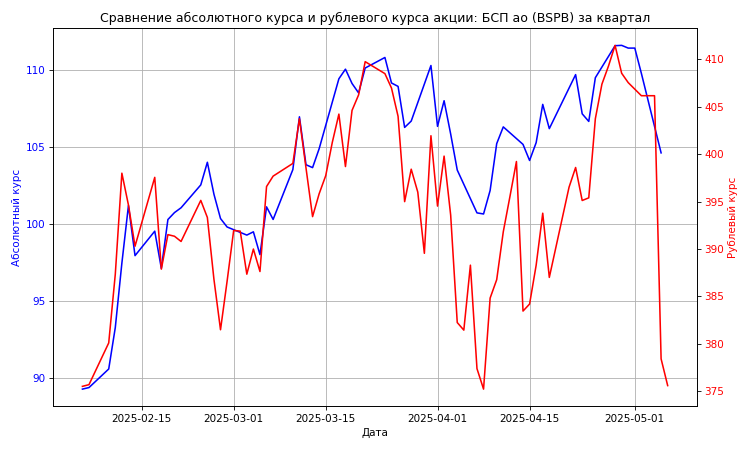 Сравнение абсолютного курса и рублевого курса акции: БСП ао (BSPB) за квартал
Абсолютный курс
110
105
100
95
90
410
405
400
395
390
385
380
375
Рублевый курс
2025-02-15 2025-03-01 2025-03-15 2025-04-01 2025-04-15 2025-05-01
Дата